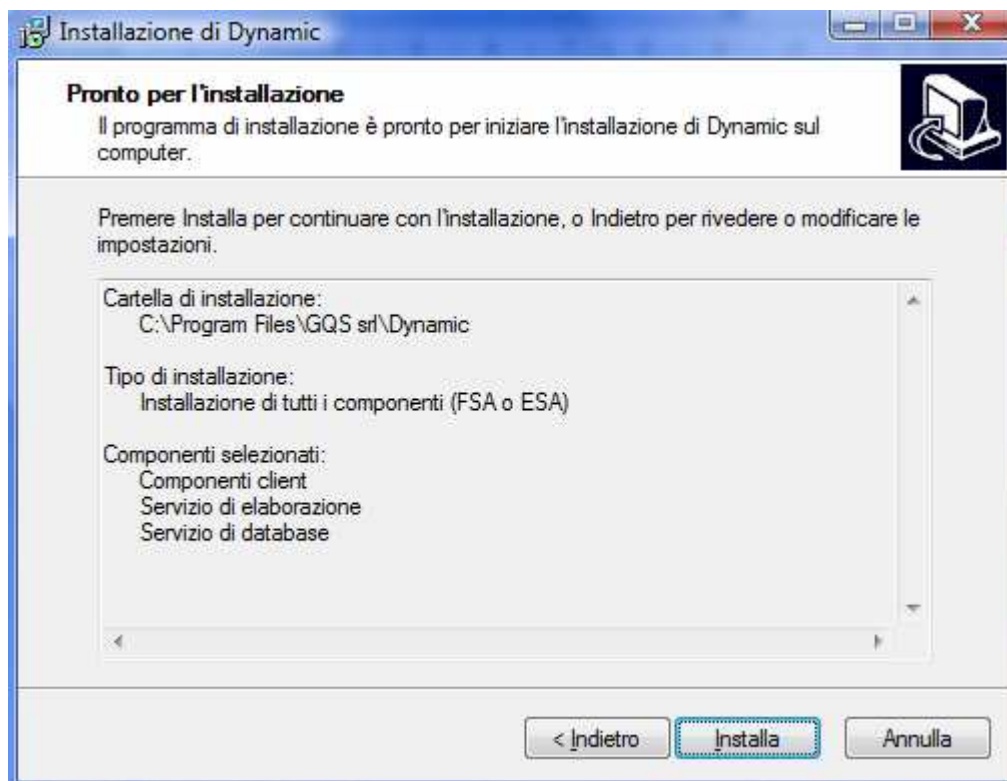 Installazione di Dynamic
Pronto per l'installazione
Il programma di installazione è pronto per iniziare l'installazione di Dynamic sul
computer.
Premere Installa per continuare con l'installazione, o Indietro per rivedere o modificare le
impostazioni.
Cartella di installazione:
C:\Program Files\GQS srl\Dynamic
Tipo di installazione:
Installazione di tutti i componenti (FSA o ESA)
Componenti selezionati:
Componenti client
Servizio di elaborazione
Servizio di database
< Indietro
Installa
Annulla